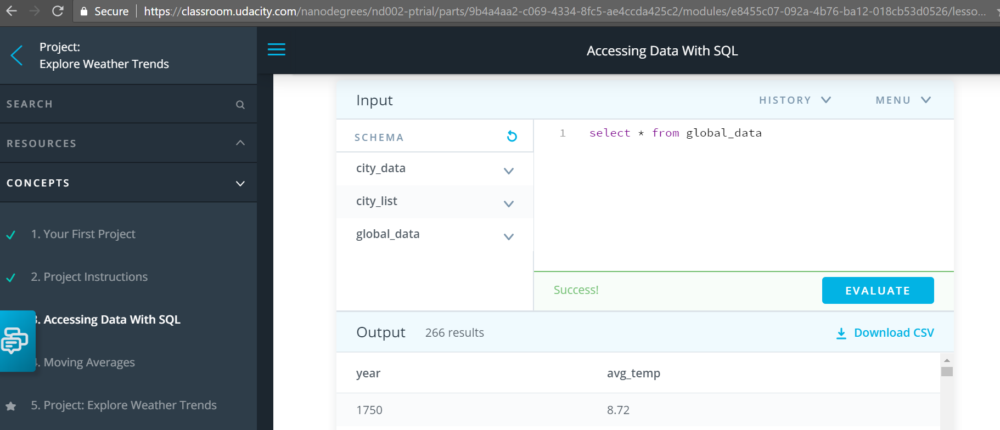 Secure
https://classroom.udacity.com/nanodegrees/nd002-ptrial/parts/9b4a4aa2-c069-4334-8fc5-ae4ccda425c2/modules/e8455c07-092a-4b76-ba12-018cb53d0526/lesso...
Project:
Explore Weather Trends
SEARCH
RESOURCES
CONCEPTS
1. Your First Project
2. Project Instructions
3. Accessing Data With SQL
4. Moving Averages
5. Project: Explore Weather Trends
Accessing Data With SQL
Input
HISTORY
MENU
SCHEMA
city_data
city_list
global_data
1 select * from global_data
Success!
EVALUATE
Output 266 results
Download CSV
year avg_temp
1750 8.72